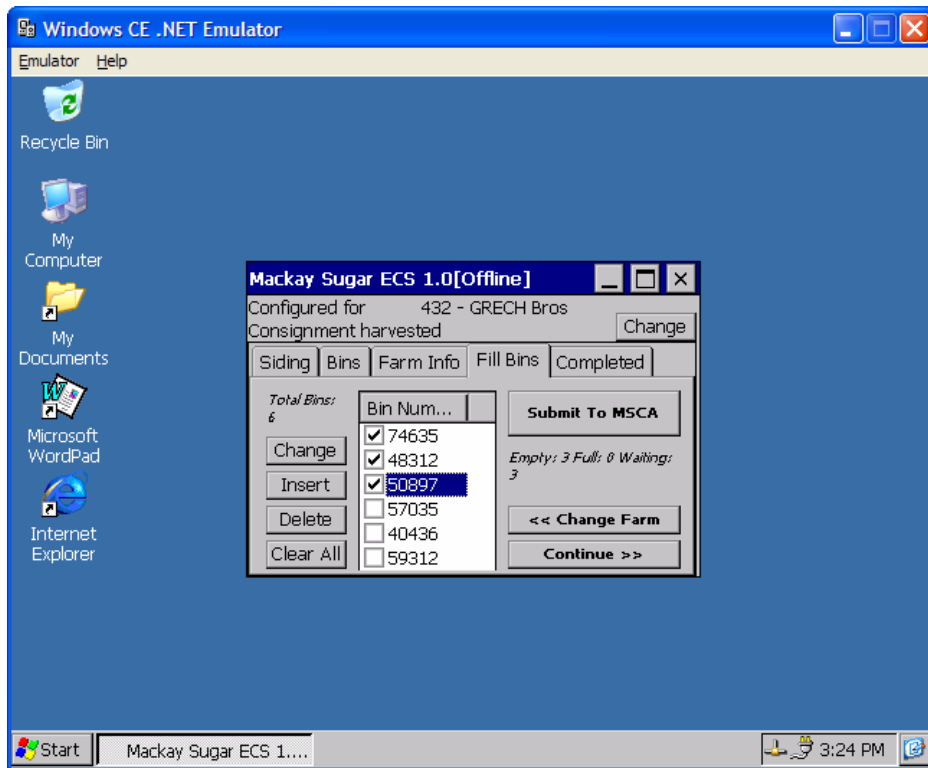 Windows CE .NET Emulator
Emulator Help
Recycle Bin
My
Computer
My
Documents
Microsoft
WordPad
Internet
Explorer
Mackay Sugar ECS 1.0[Offline]
Configured for 432 - GRECH Bros
Consignment harvested
Change
Siding Bins Farm Info Fill Bins Completed
Total Bins:
6
Change
Insert
Delete
Clear All
Bin Num...
74635
48312
50897
57035
40436
59312
Submit To MSCA
Empty: 3 Full: 0 Waiting:
3
<< Change Farm
Continue >>
Start Mackay Sugar ECS 1.... 3:24 PM